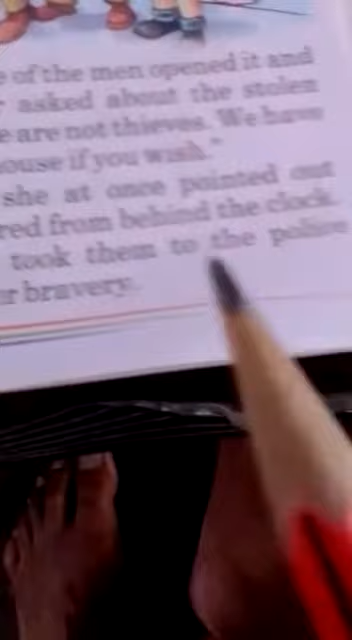 of the men opened it and
asked about the stolen
are not thieves. We have
ouse if you wish."
she at once pointed out
red from behind the clock.
took them to the police
r bravery.